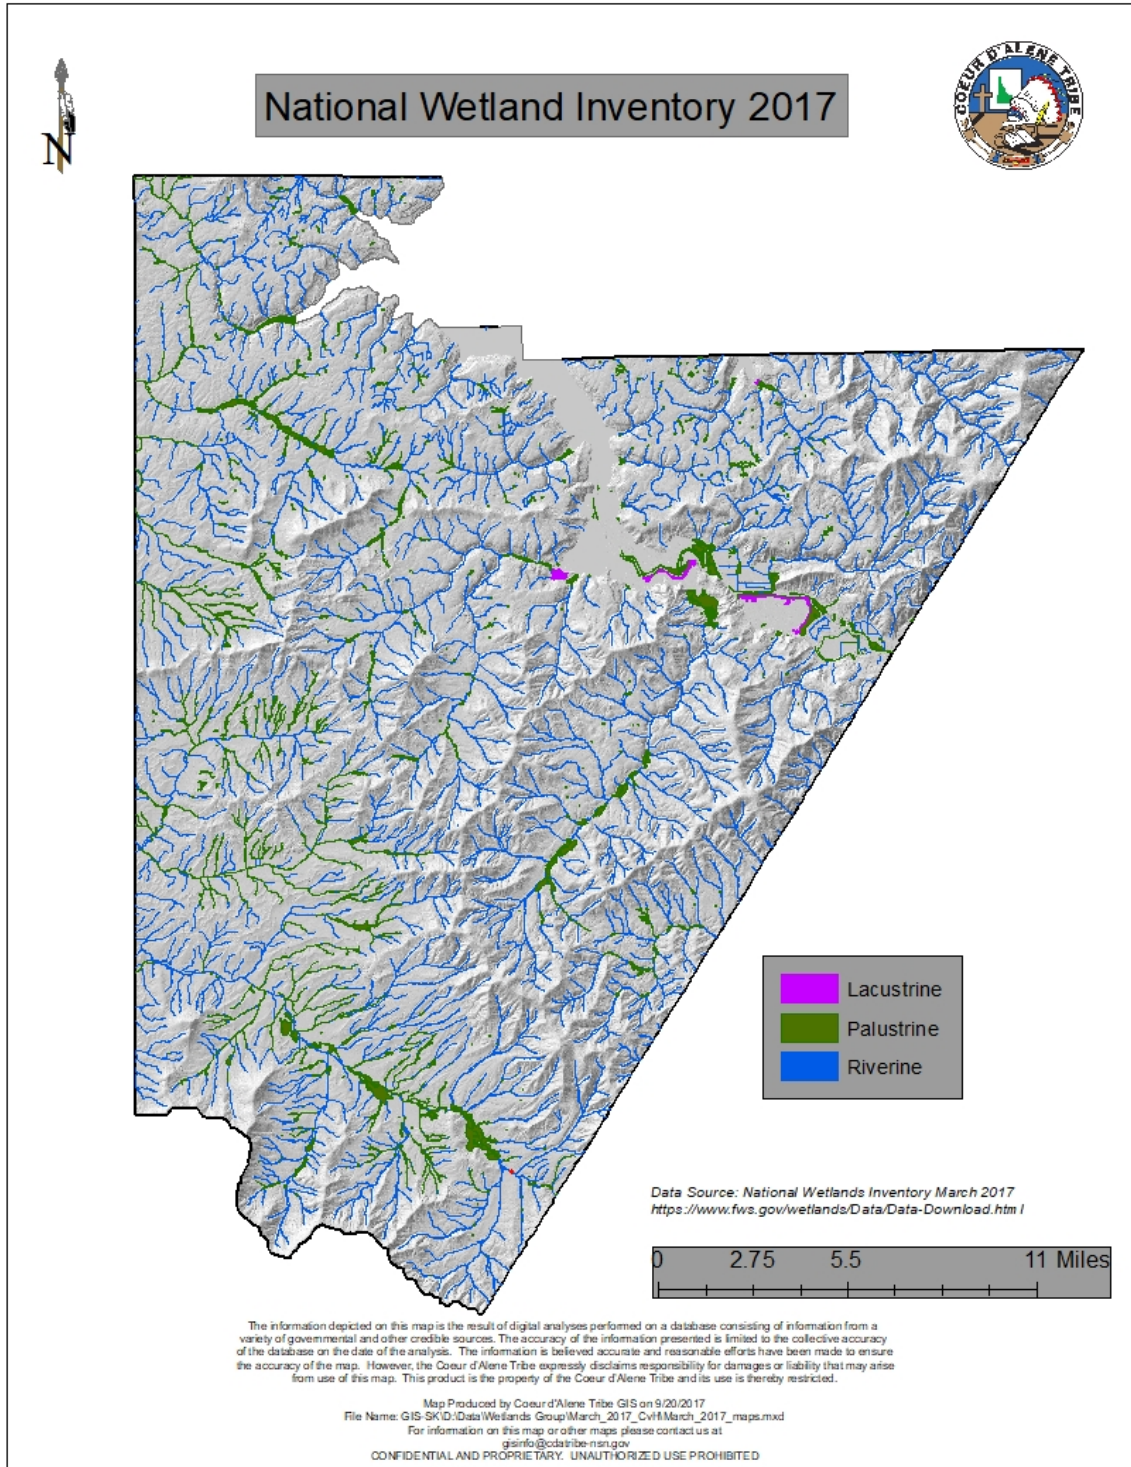 National Wetland Inventory 2017
COEUR D'ALENE TRIBE
N
Lacustrine
Palustrine
Riverine
Data Source: National Wetlands Inventory March 2017
https://www.fws.gov/wetlands/Data/Data-Download.html
0 2.75 5.5 11 Miles
The information depicted on this map is the result of digital analyses performed on a database consisting of information from a
variety of governmental and other credible sources. The accuracy of the information presented is limited to the collective accuracy
of the database on the date of the analysis. The information is believed accurate and reasonable efforts have been made to ensure
the accuracy of the map. However, the Coeur d'Alene Tribe expressly disclaims responsibility for damages or liability that may arise
from use of this map. This product is the property of the Coeur d'Alene Tribe and its use is thereby restricted.
Map Produced by Coeur d'Alene Tribe GIS on 9/20/2017
File Name: GIS-SK\D:\Data\Wetlands Group\March_2017_CvH\March_2017_maps.mxd
For information on this map or other maps please contact us at
gisinfo@cdatribe-nsn.gov
CONFIDENTIAL AND PROPRIETARY. UNAUTHORIZED USE PROHIBITED